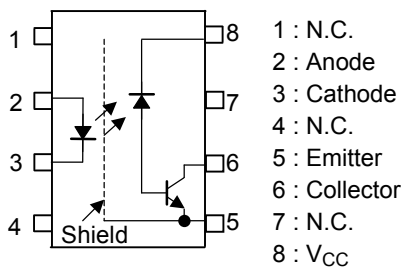 1
2
3
4
Shield
8
7
6
5
1 : N.C.
2 : Anode
3 : Cathode
4 : N.C.
5 : Emitter
6 : Collector
7 : N.C.
8 : VCC